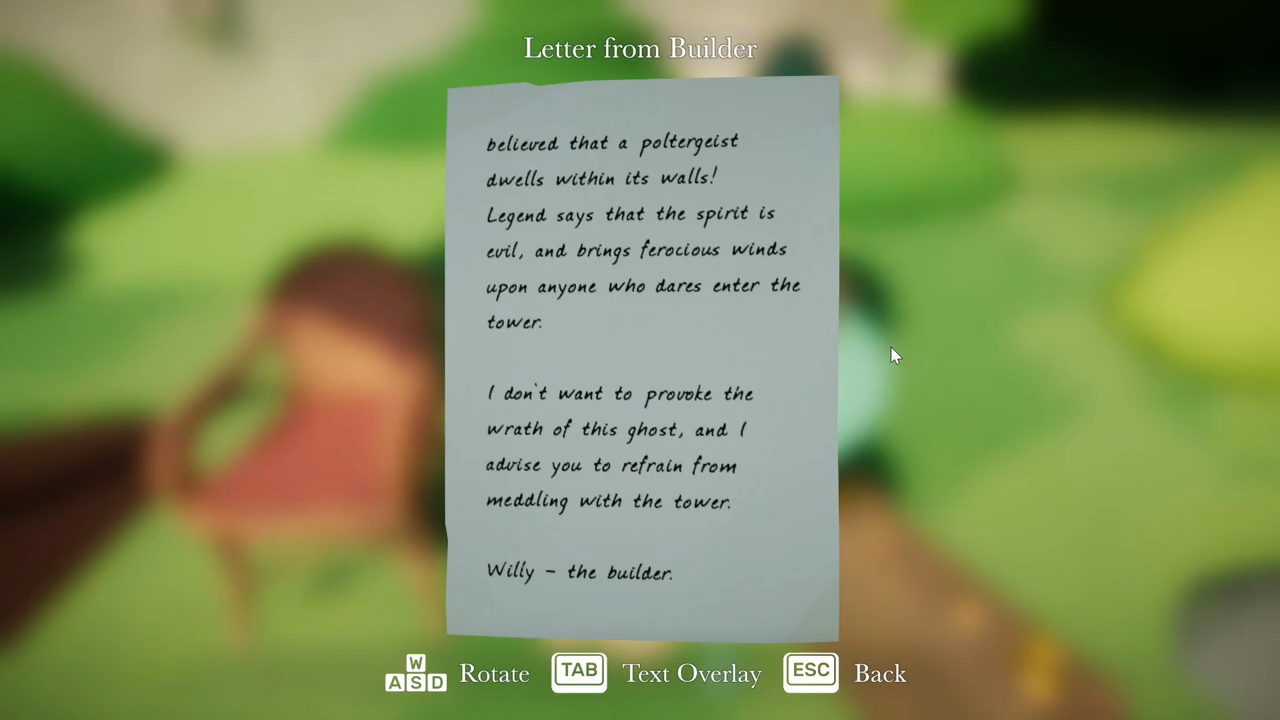 Letter from Builder
believed that a poltergeist
dwells within its walls!
Legend says that the spirit is
evil, and brings ferocious winds
upon anyone who dares enter the
tower.
I don't want to provoke the
wrath of this ghost, and I
advise you to refrain from
meddling with the tower.
Willy - the builder.
W
A S D Rotate TAB Text Overlay ESC Back